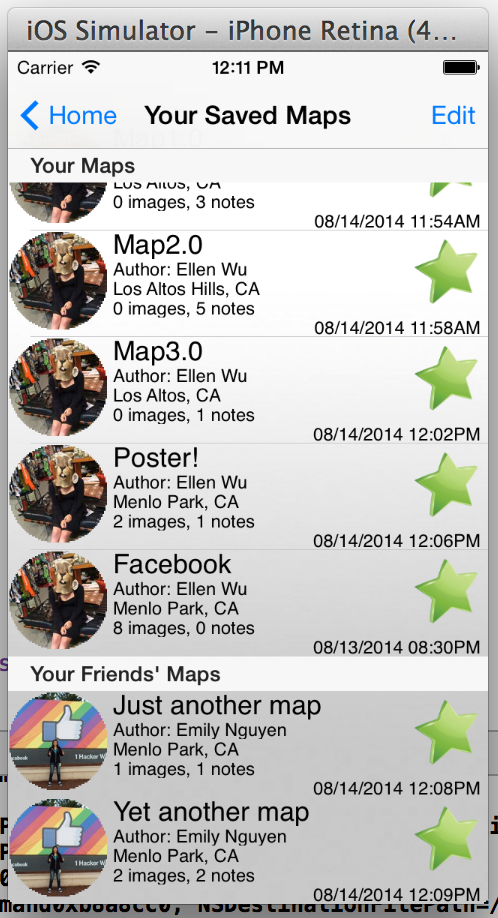 iOS Simulator – iPhone Retina (4…
Carrier 12:11 PM
Home Your Saved Maps Edit
Your Maps
Los Altos, CA
0 images, 3 notes
08/14/2014 11:54AM
Map2.0
Author: Ellen Wu
Los Altos Hills, CA
0 images, 5 notes
08/14/2014 11:58AM
Map3.0
Author: Ellen Wu
Los Altos, CA
0 images, 1 notes
08/14/2014 12:02PM
Poster!
Author: Ellen Wu
Menlo Park, CA
2 images, 1 notes
08/14/2014 12:06PM
Facebook
Author: Ellen Wu
Menlo Park, CA
8 images, 0 notes
08/13/2014 08:30PM
Your Friends' Maps
Just another map
Author: Emily Nguyen
Menlo Park, CA
1 images, 1 notes
08/14/2014 12:08PM
Yet another map
Author: Emily Nguyen
Menlo Park, CA
2 images, 2 notes
08/14/2014 12:09PM